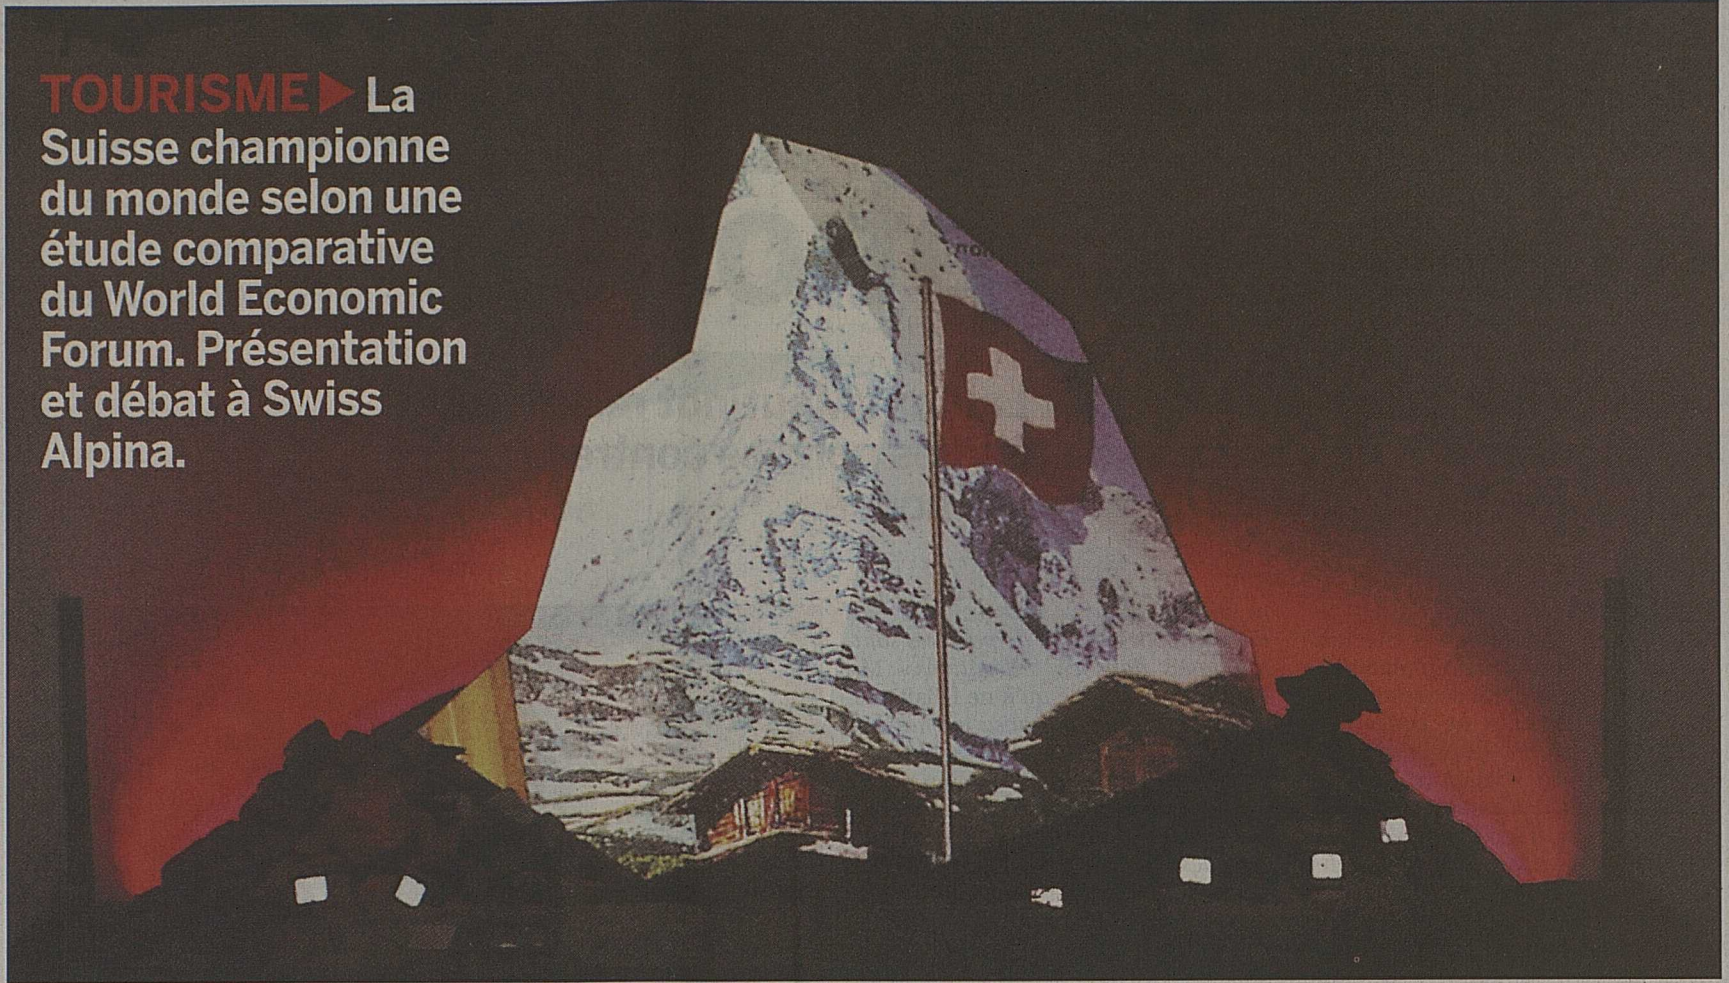 TOURISME▶ La
Suisse championne
du monde selon une
étude comparative
du World Economic
Forum. Présentation
et débat à Swiss
Alpina.